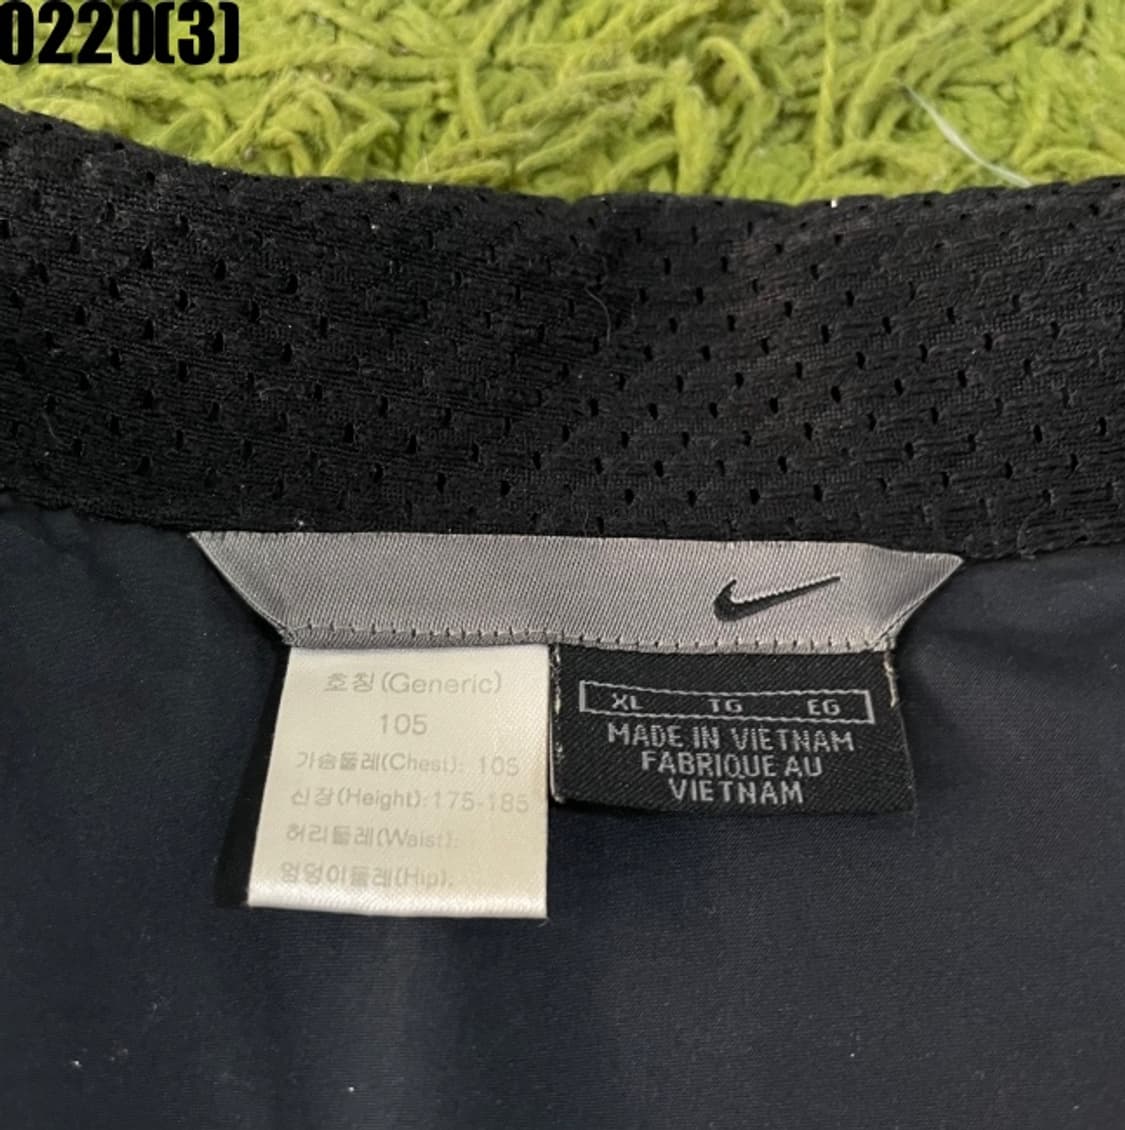 0220(3)
호칭(Generic)
105
가슴둘레(Chest): 105
신장(Height):175-185
허리둘레(Waist):
엉덩이둘레(Hip):
XL TG EG
MADE IN VIETNAM
FABRIQUE AU
VIETNAM